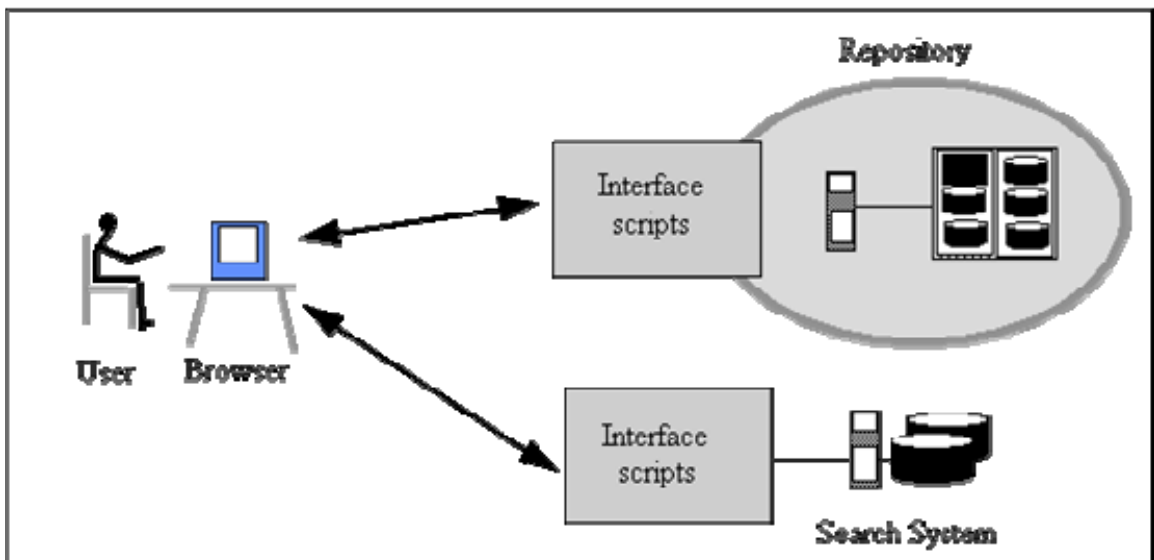 Repository
Interface
scripts
User
Browser
Interface
scripts
Search System